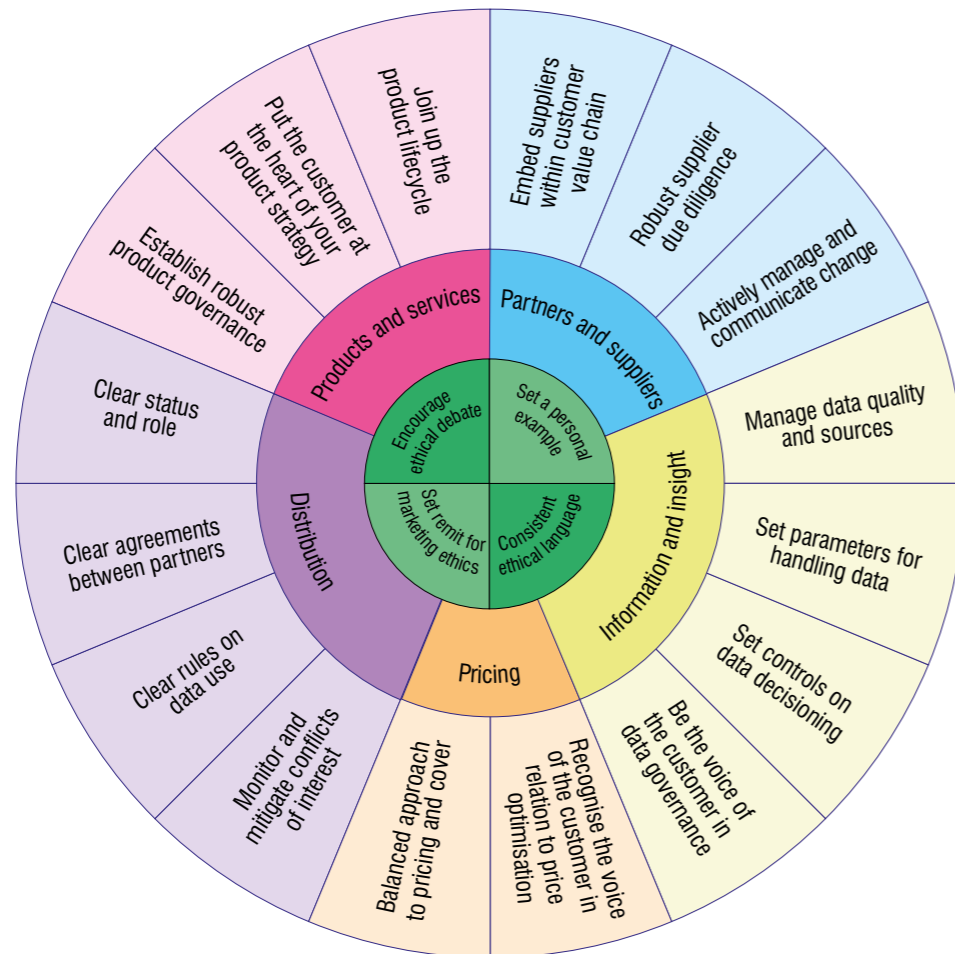 Join up the
product lifecycle
Put the customer at
the heart of your
product strategy
Establish robust
product governance
Embed suppliers
within customer
value chain
Robust supplier
due diligence
Actively manage and
communicate change
Products and services
Partners and suppliers
Clear status
and role
Manage data quality
and sources
Encourage
ethical debate
Set a personal
example
Distribution
Information and insight
Set remit for
marketing ethics
Consistent
ethical language
Clear agreements
between partners
Set parameters for
handling data
Clear rules on
data use
Set controls on
data decisioning
Pricing
Monitor and
mitigate conflicts
of interest
Balanced approach
to pricing and cover
Recognise the voice
of the customer in
relation to price
optimisation
Be the voice of
the customer in
data governance